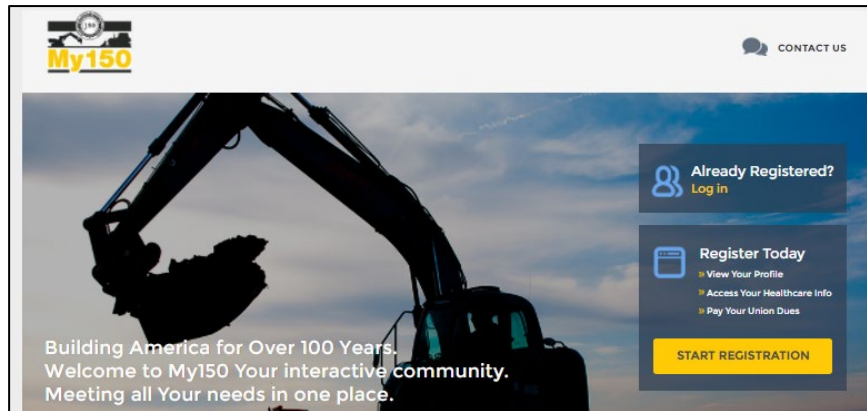 150
My150
CONTACT US
Already Registered?
Log in
Register Today
» View Your Profile
» Access Your Healthcare Info
» Pay Your Union Dues
START REGISTRATION
Building America for Over 100 Years.
Welcome to My150 Your interactive community.
Meeting all Your needs in one place.